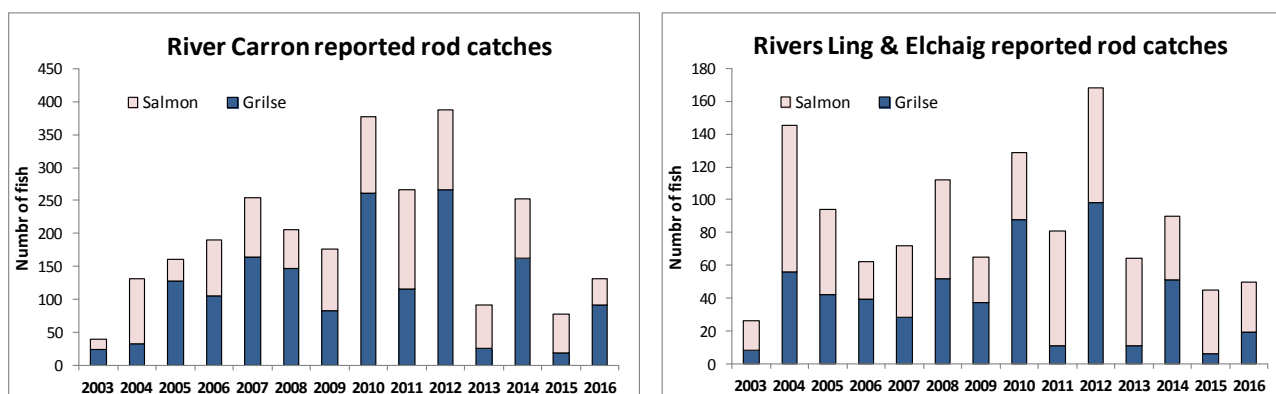 River Carron reported rod catches
Salmon Grilse
Numbr of fish
450
400
350
300
250
200
150
100
50
0
2003 2004 2005 2006 2007 2008 2009 2010 2011 2012 2013 2014 2015 2016
Rivers Ling & Elchaig reported rod catches
Salmon Grilse
Numbr of fish
180
160
140
120
100
80
60
40
20
0
2003 2004 2005 2006 2007 2008 2009 2010 2011 2012 2013 2014 2015 2016